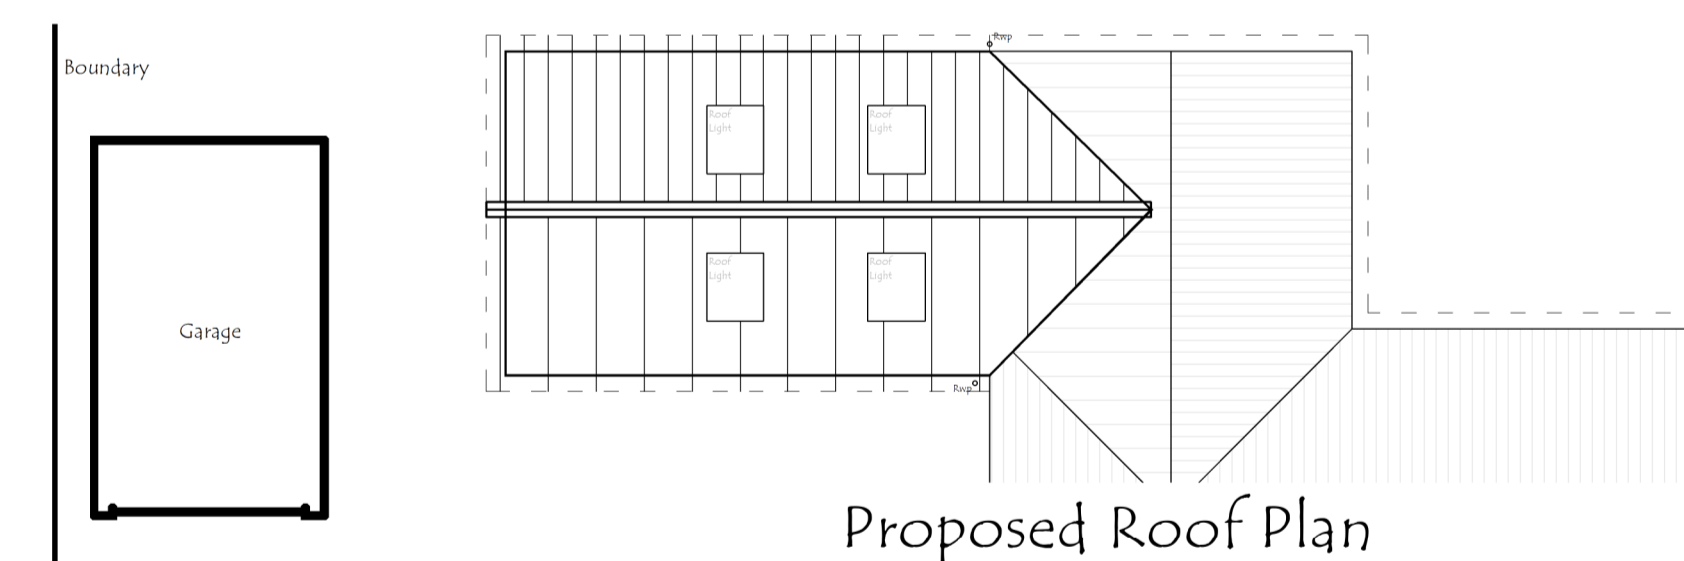 Rwp
Boundary
Roof
Light
Roof
Light
Roof
Light
Roof
Light
Garage
Rwp
Proposed Roof Plan